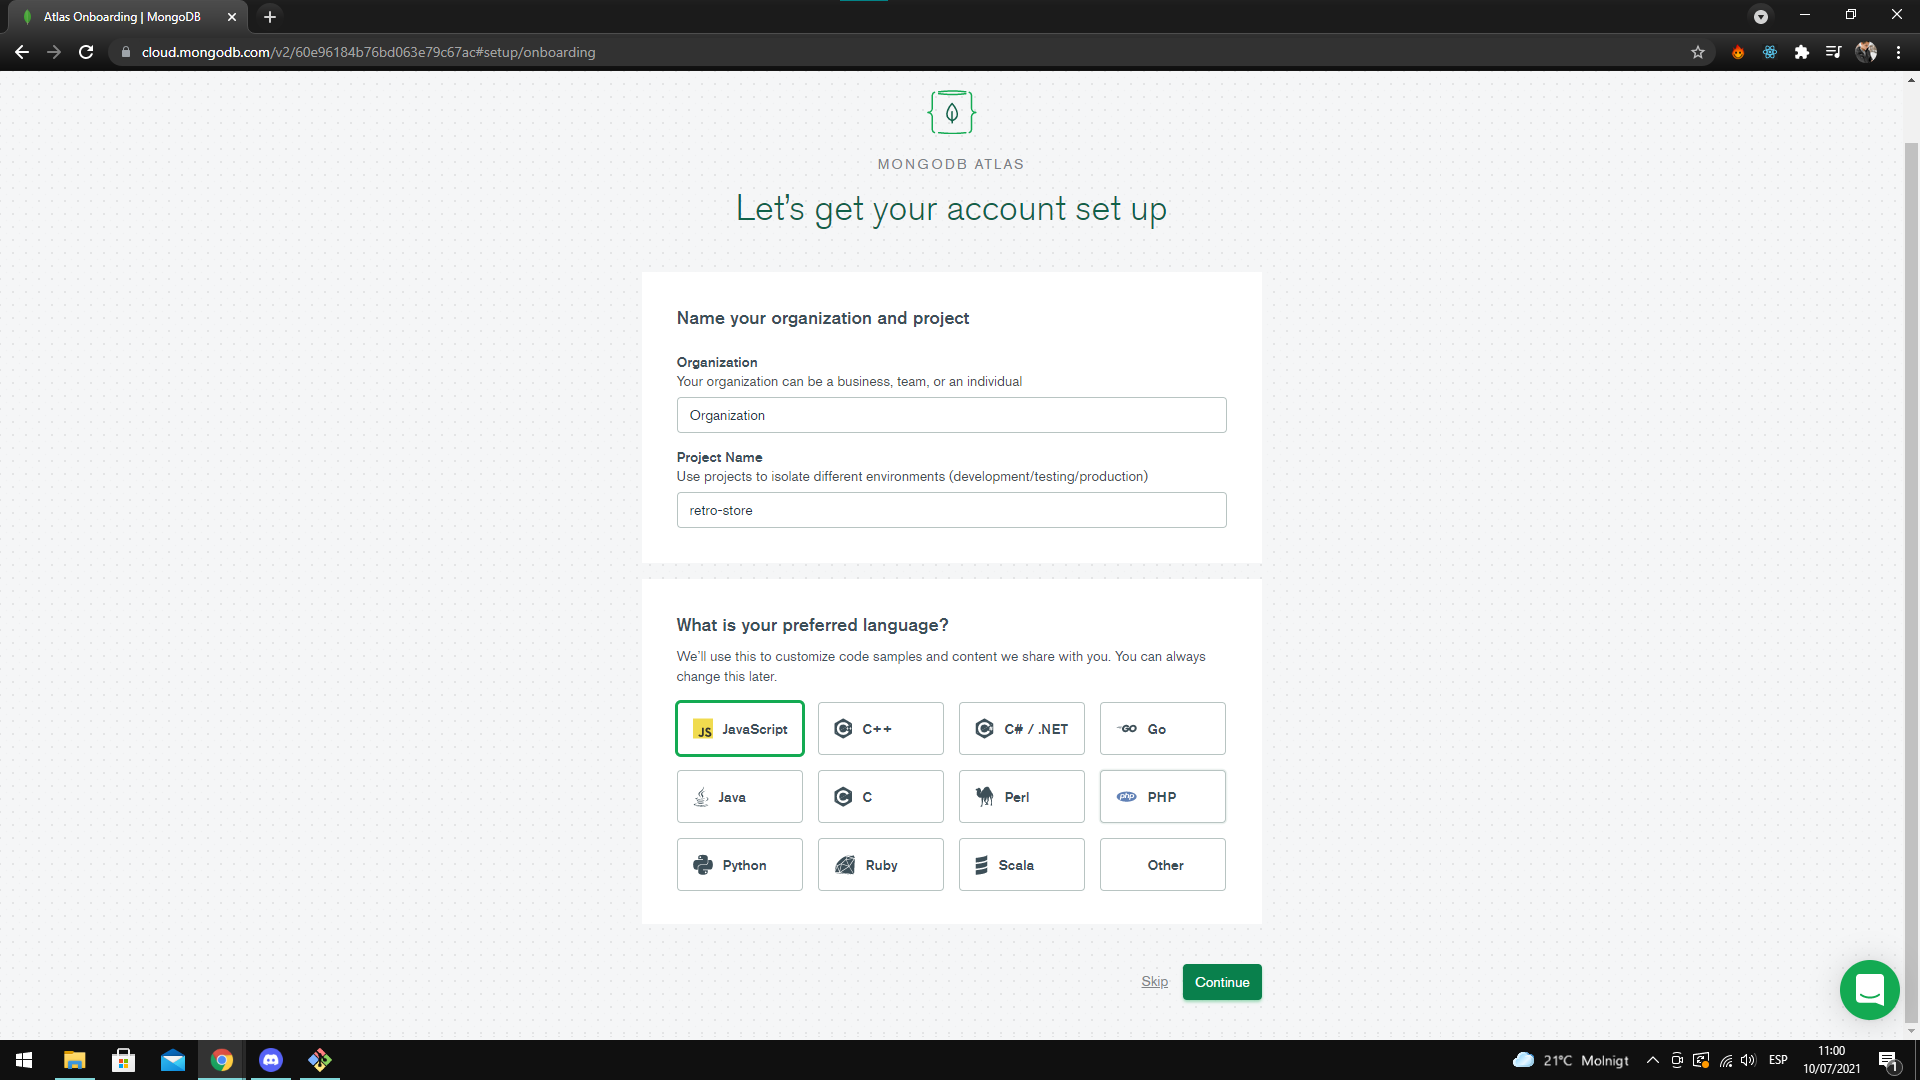 Atlas Onboarding | MongoDB
cloud.mongodb.com/v2/60e96184b76bd063e79c67ac#setup/onboarding
MONGODB ATLAS
Let's get your account set up
Name your organization and project
Organization
Your organization can be a business, team, or an individual
Organization
Project Name
Use projects to isolate different environments (development/testing/production)
retro-store
What is your preferred language?
We'll use this to customize code samples and content we share with you. You can always
change this later.
JS JavaScript
C++
C# / .NET
GO Go
Java
C
Perl
php PHP
Python
Ruby
Scala
Other
Skip
Continue
21°C Molnigt
ESP
11:00
10/07/2021
1